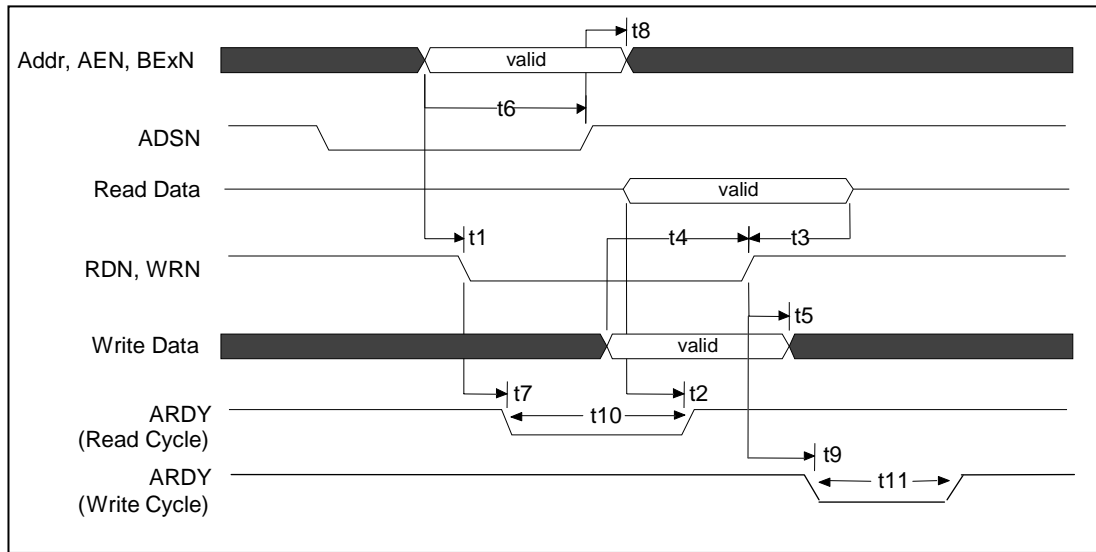 t8
Addr, AEN, BExN
valid
t6
ADSN
Read Data
valid
t1
t4
t3
RDN, WRN
t5
Write Data
valid
t7
t2
ARDY
t10
(Read Cycle)
t9
ARDY
t11
(Write Cycle)